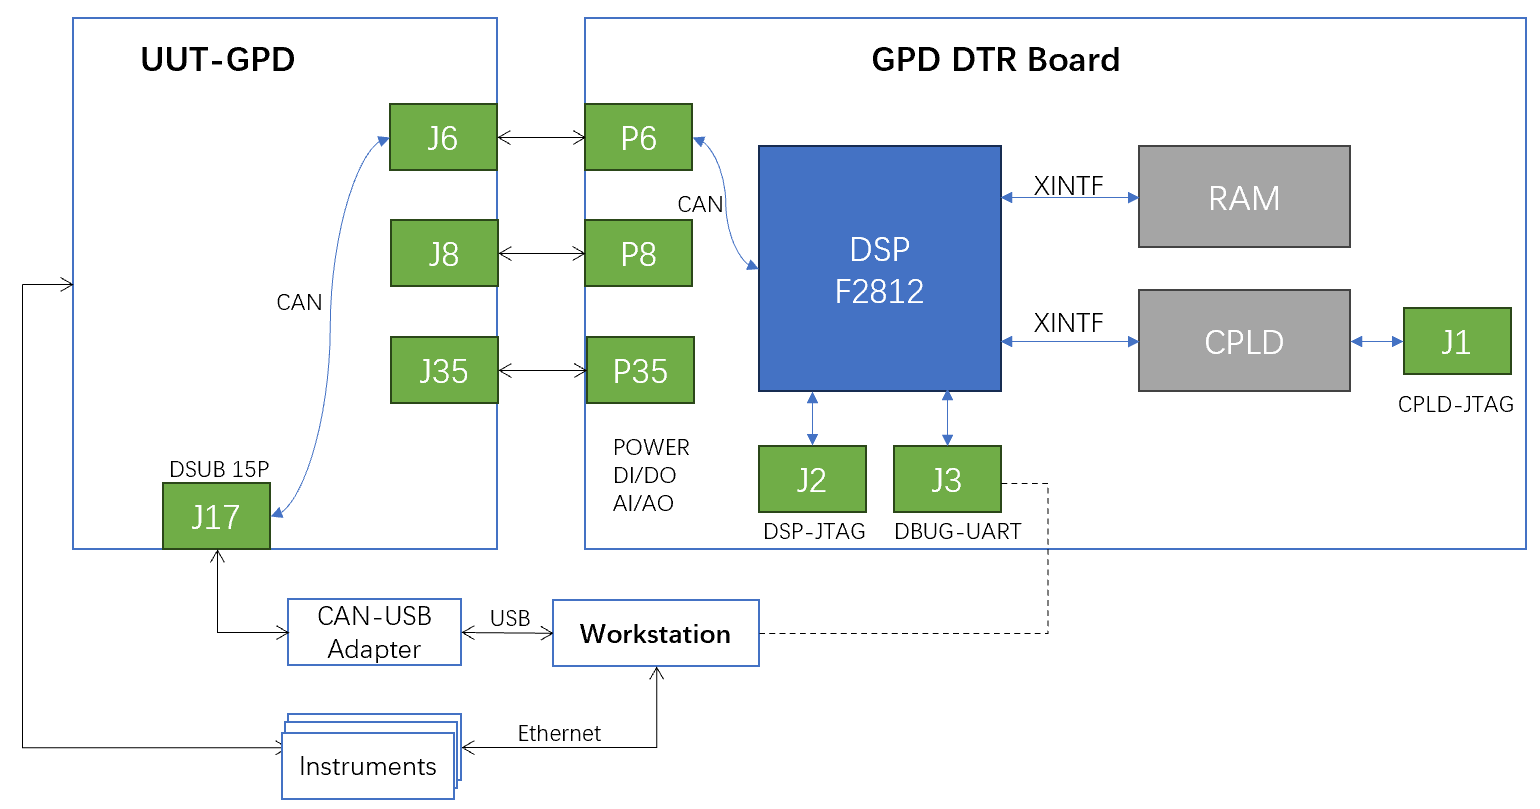 UUT-GPD
GPD DTR Board
J6
P6
J8
P8
J35
P35
CAN
CAN
DSP
F2812
XINTF
RAM
XINTF
CPLD
J1
CPLD-JTAG
POWER
DI/DO
AI/AO
J2
DSP-JTAG
J3
DBUG-UART
DSUB 15P
J17
CAN-USB
Adapter
USB
Workstation
Ethernet
Instruments